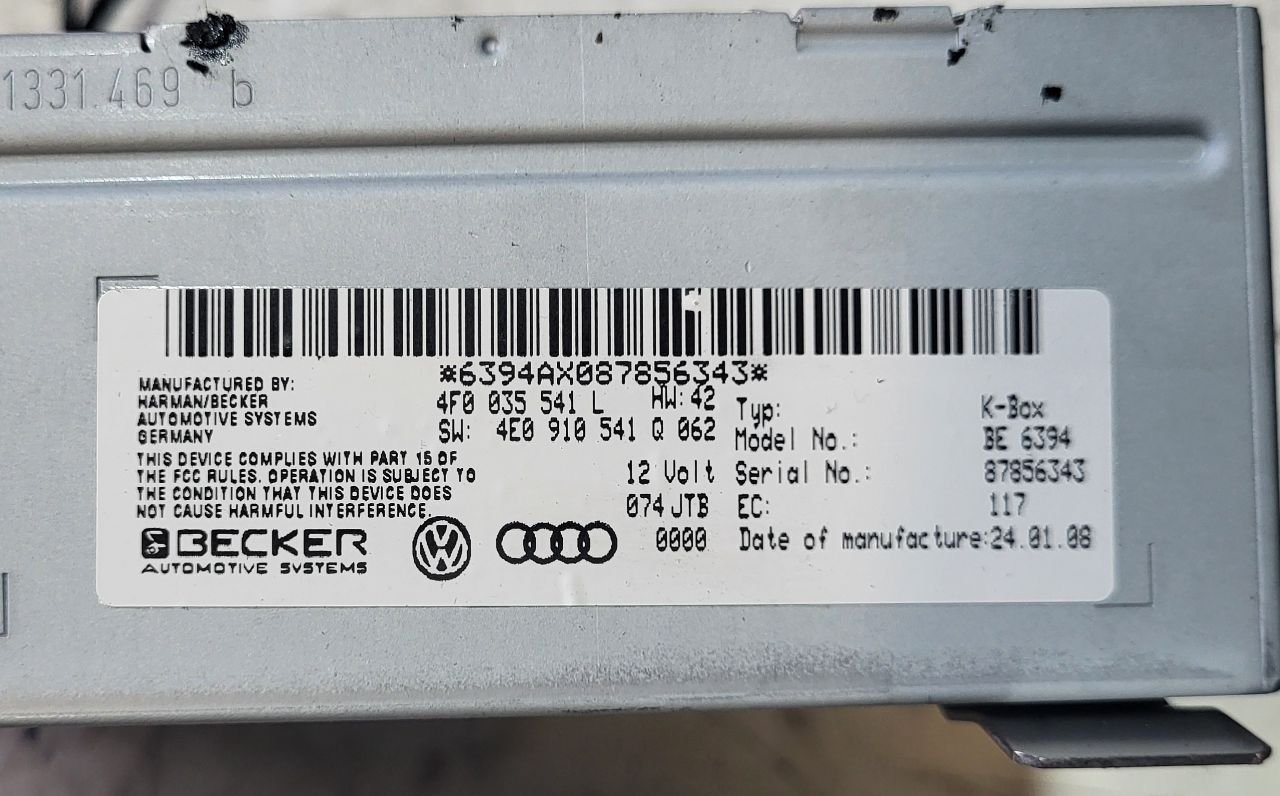 1331.469 b
*6394AX087856343*
MANUFACTURED BY:
HARMAN/BECKER
AUTOMOTIVE SYSTEMS
GERMANY
4F0 035 541 L HW:42
SW: 4E0 910 541 Q 062
THIS DEVICE COMPLIES WITH PART 15 OF
THE FCC RULES. OPERATION IS SUBJECT TO
THE CONDITION THAT THIS DEVICE DOES
NOT CAUSE HARMFUL INTERFERENCE.
12 Volt
074 JTB
0000
Typ: K-Box
Model No.: BE 6394
Serial No.: 87856343
EC: 117
Date of manufacture:24.01.08
BECKER
AUTOMOTIVE SYSTEMS